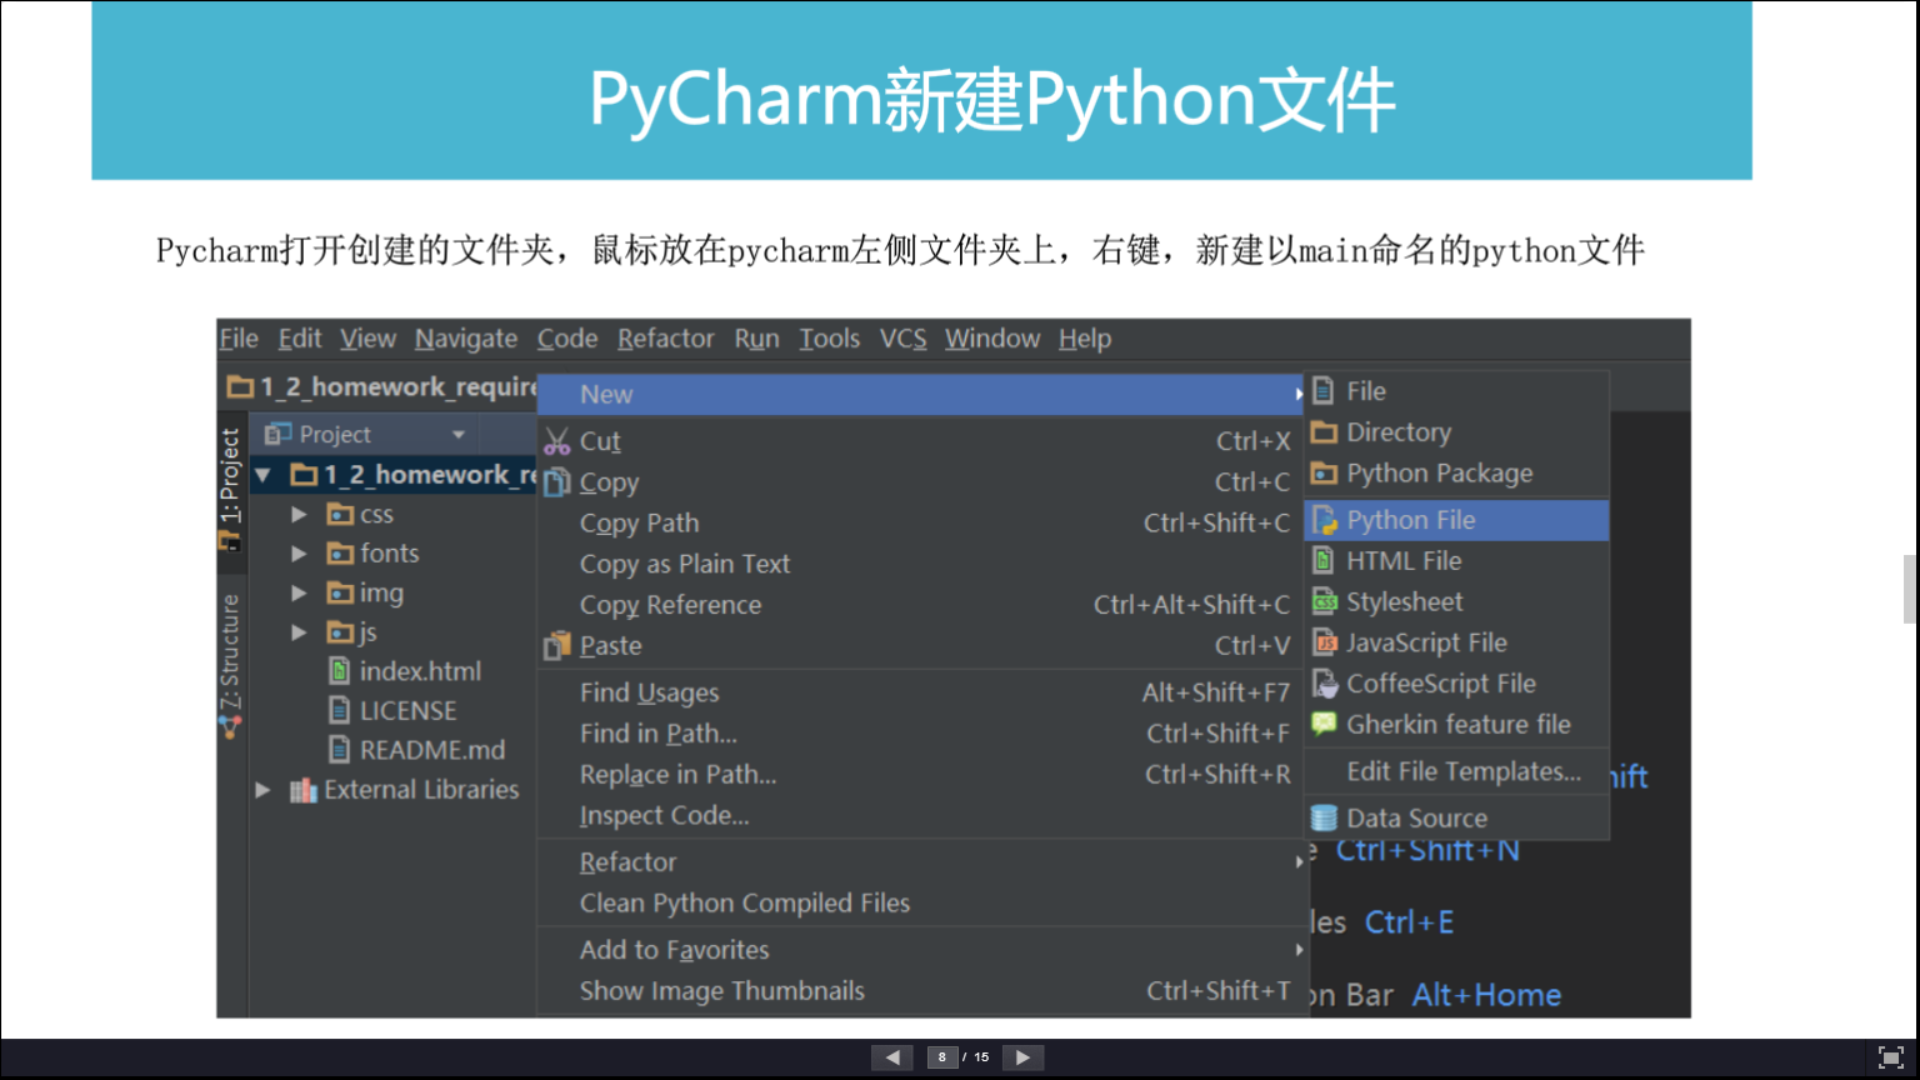 PyCharm新建Python文件
Pycharm打开创建的文件夹，鼠标放在pycharm左侧文件夹上，右键，新建以main命名的python文件
File Edit View Navigate Code Refactor Run Tools VCS Window Help
1_2_homework_require
1: Project
Z: Structure
Project
1_2_homework_re
css
fonts
img
js
index.html
LICENSE
README.md
External Libraries
New
Cut Ctrl+X
Copy Ctrl+C
Copy Path Ctrl+Shift+C
Copy as Plain Text
Copy Reference Ctrl+Alt+Shift+C
Paste Ctrl+V
Find Usages Alt+Shift+F7
Find in Path... Ctrl+Shift+F
Replace in Path... Ctrl+Shift+R
Inspect Code...
Refactor
Clean Python Compiled Files
Add to Favorites
Show Image Thumbnails Ctrl+Shift+T
File
Directory
Python Package
Python File
HTML File
Stylesheet
JavaScript File
CoffeeScript File
Gherkin feature file
Edit File Templates...
Data Source
Ctrl+Shift+N
les Ctrl+E
on Bar Alt+Home
8 / 15